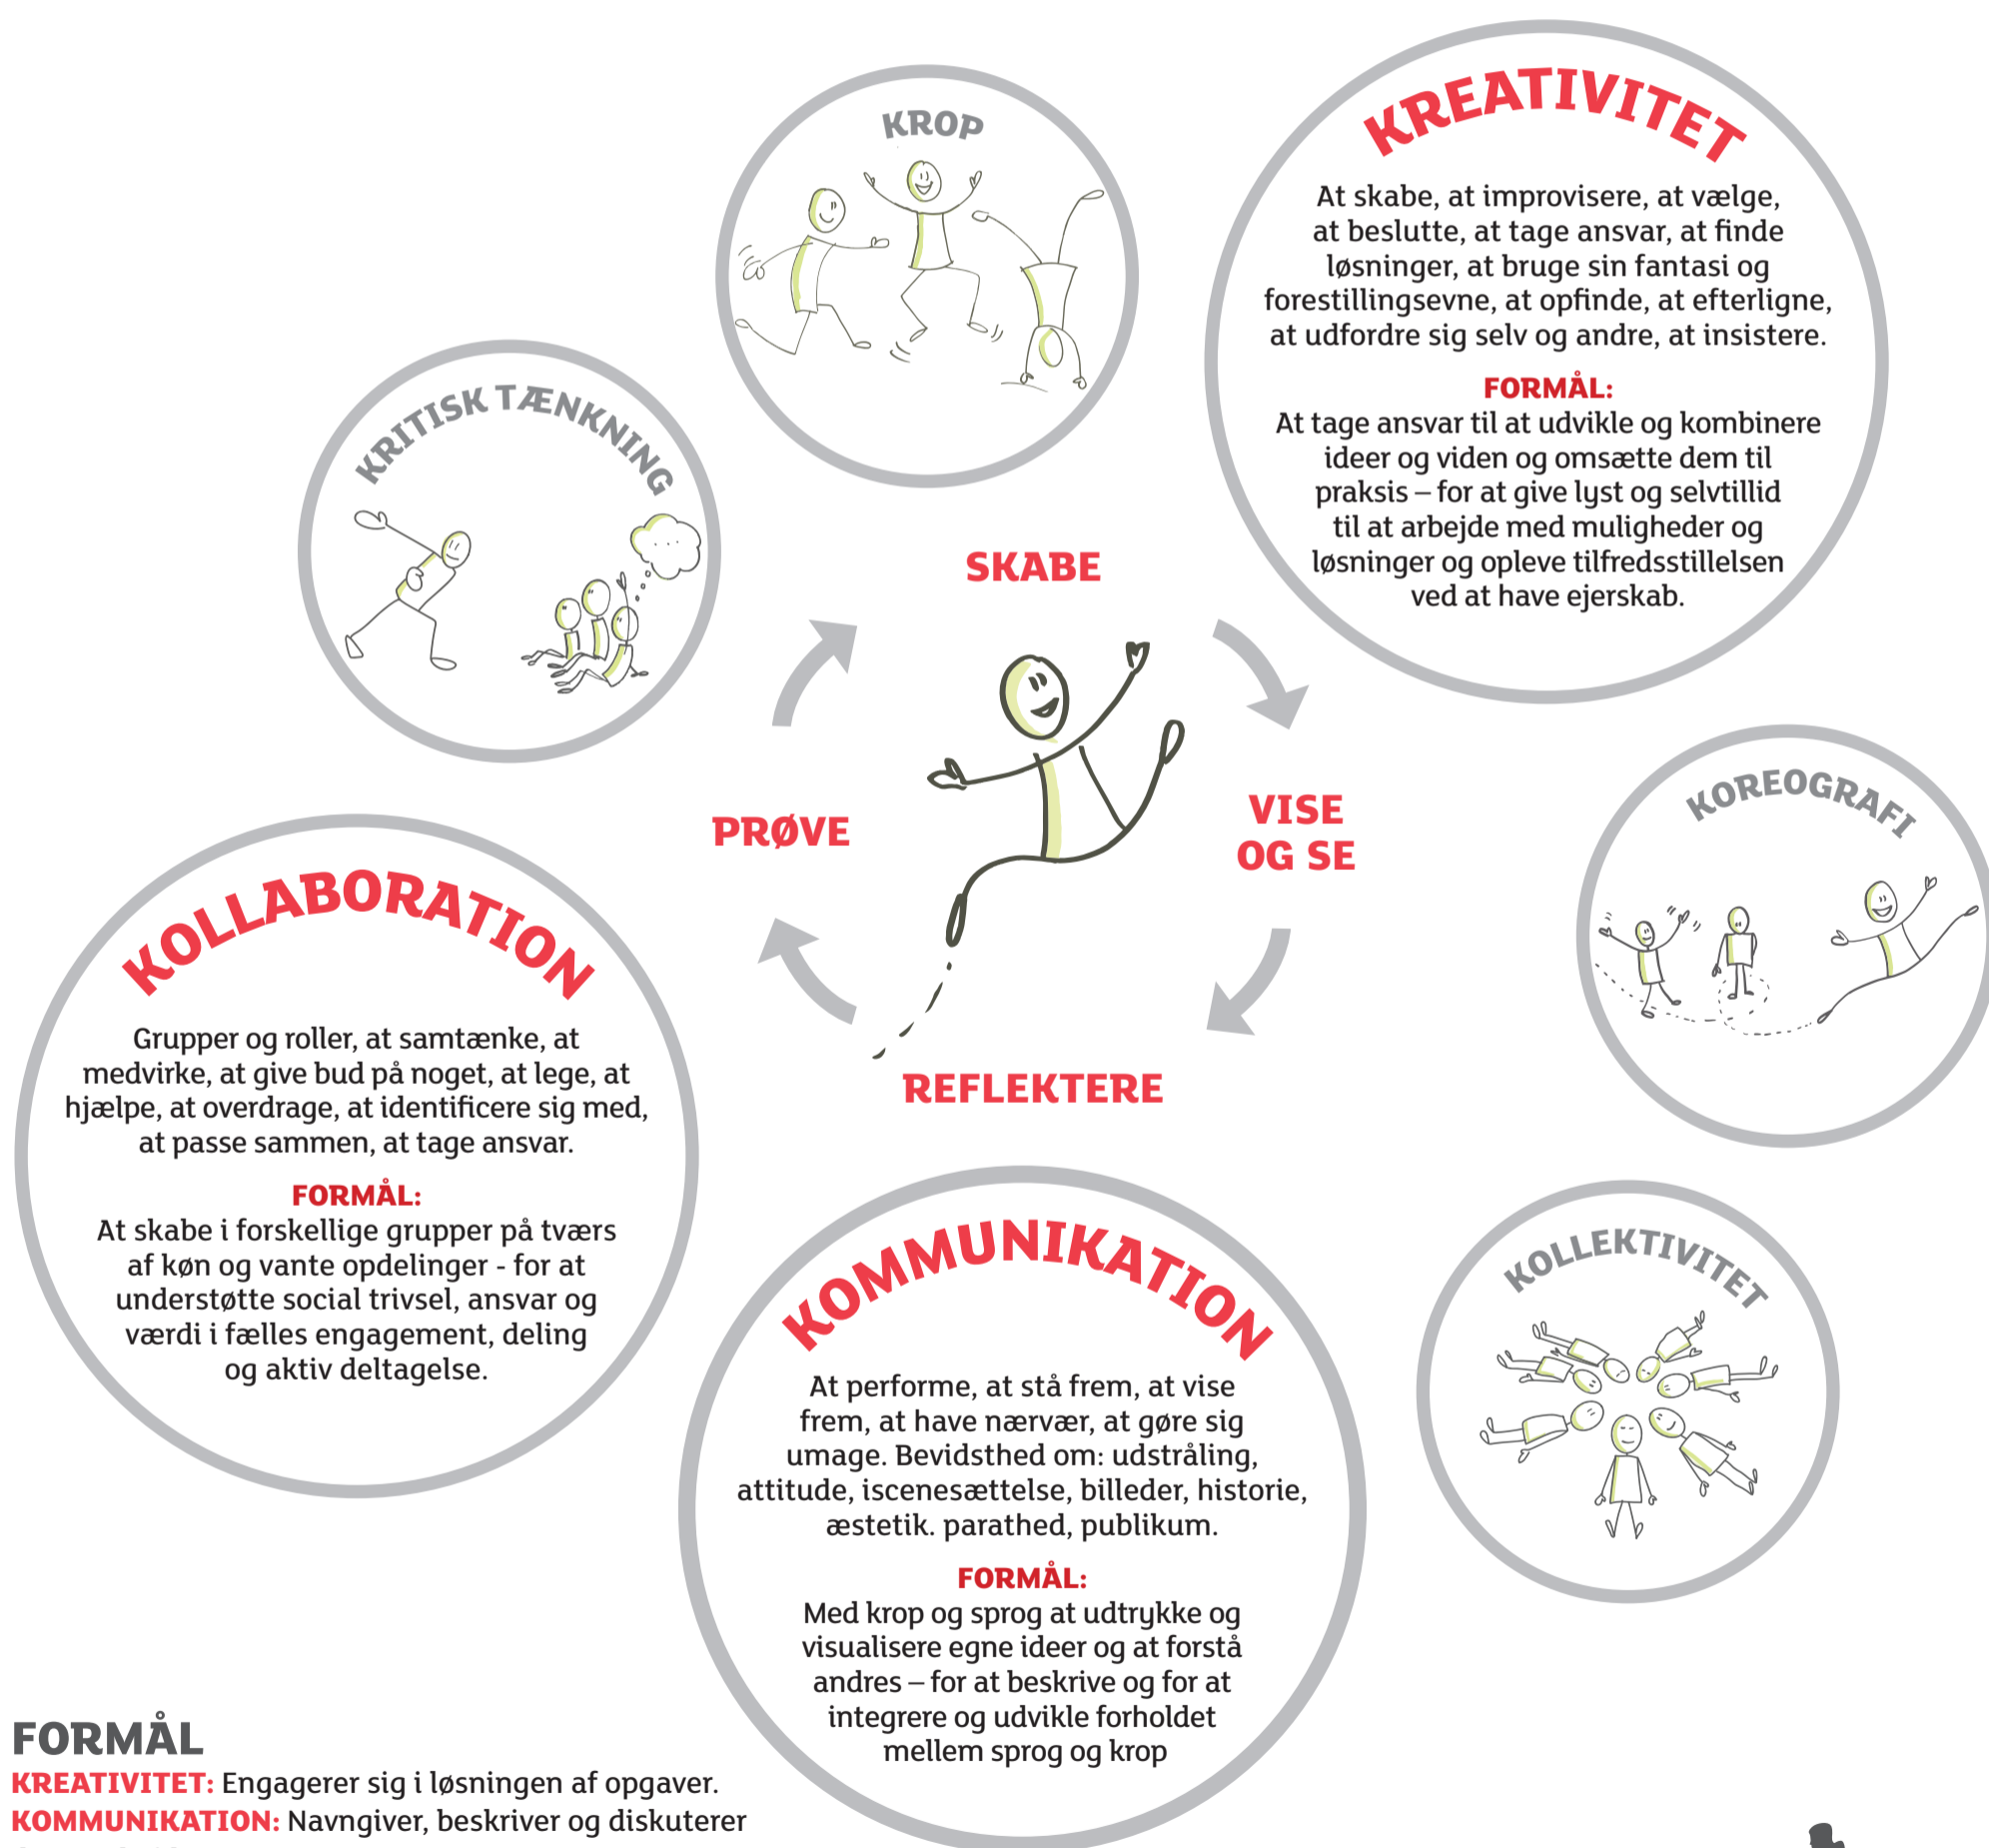 KROP
KREATIVITET
At skabe, at improvisere, at vælge,
at beslutte, at tage ansvar, at finde
løsninger, at bruge sin fantasi og
forestillingsevne, at opfinde, at efterligne,
at udfordre sig selv og andre, at insistere.
FORMÅL:
At tage ansvar til at udvikle og kombinere
ideer og viden og omsætte dem til
praksis – for at give lyst og selvtillid
til at arbejde med muligheder og
løsninger og opleve tilfredsstillelsen
ved at have ejerskab.
KRITISK TÆNKNING
SKABE
PRØVE
VISE
OG SE
REFLEKTERE
KOREOGRAFI
KOLLABORATION
Grupper og roller, at samtænke, at
medvirke, at give bud på noget, at lege, at
hjælpe, at overdrage, at identificere sig med,
at passe sammen, at tage ansvar.
FORMÅL:
At skabe i forskellige grupper på tværs
af køn og vante opdelinger - for at
understøtte social trivsel, ansvar og
værdi i fælles engagement, deling
og aktiv deltagelse.
KOMMUNIKATION
At performe, at stå frem, at vise
frem, at have nærvær, at gøre sig
umage. Bevidsthed om: udstråling,
attitude, iscenesættelse, billeder, historie,
æstetik. parathed, publikum.
FORMÅL:
Med krop og sprog at udtrykke og
visualisere egne ideer og at forstå
andres – for at beskrive og for at
integrere og udvikle forholdet
mellem sprog og krop
KOLLEKTIVITET
FORMÅL
KREATIVITET: Engagerer sig i løsningen af opgaver.
KOMMUNIKATION: Navngiver, beskriver og diskuterer